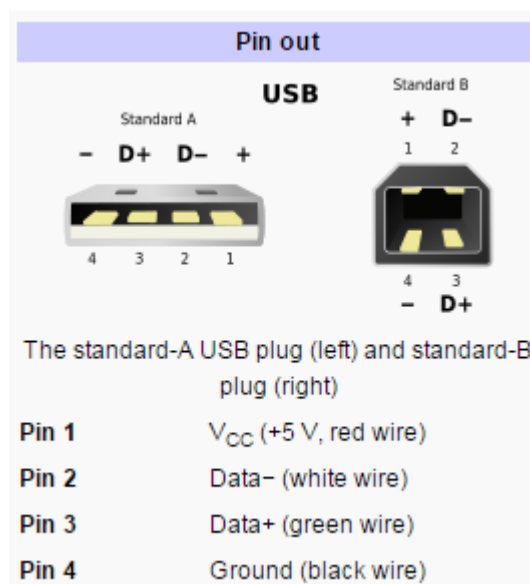 Pin out
USB
Standard A
− D+ D− +
4 3 2 1
Standard B
+ D−
1 2
4 3
− D+
The standard-A USB plug (left) and standard-B
plug (right)
Pin 1 VCC (+5 V, red wire)
Pin 2 Data− (white wire)
Pin 3 Data+ (green wire)
Pin 4 Ground (black wire)